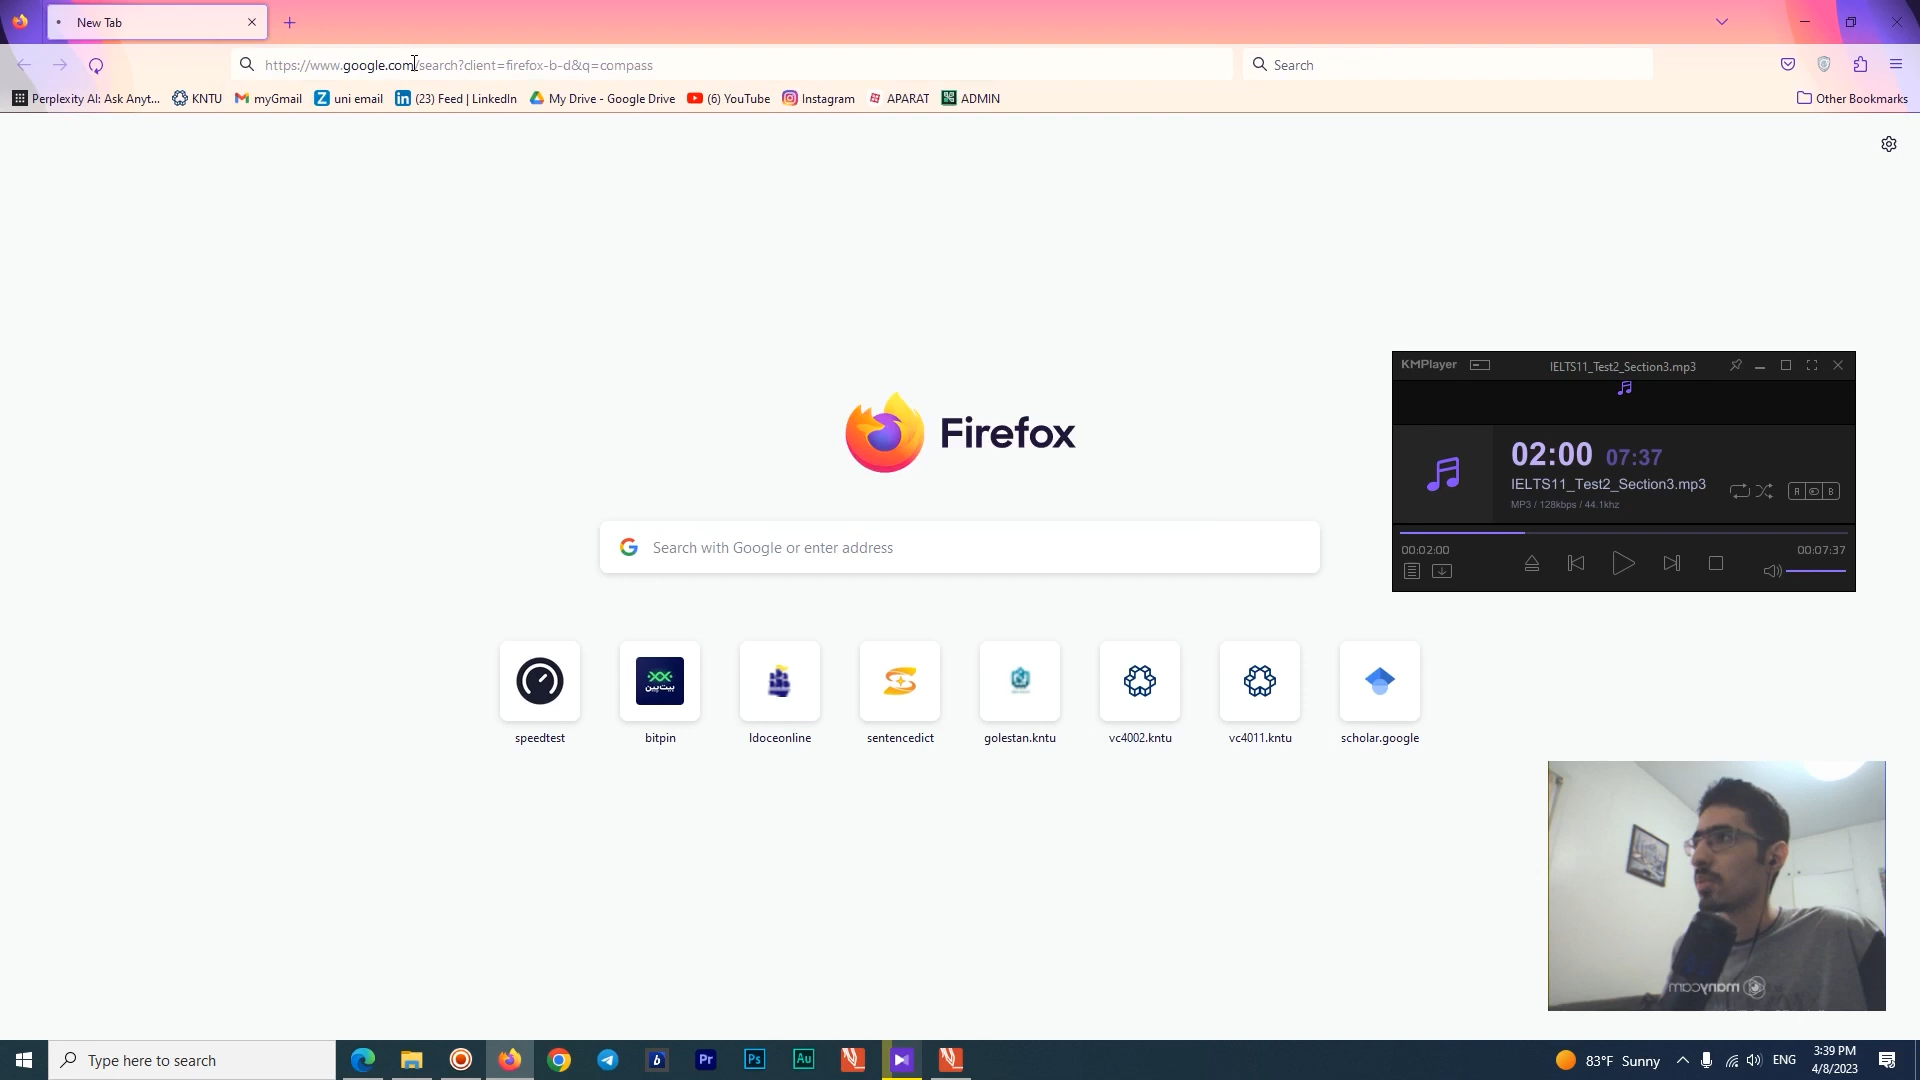 New Tab
https://www.google.com/search?client=firefox-b-d&q=compass
Search
Perplexity AI: Ask Anyt...
KNTU
myGmail
uni email
(23) Feed | LinkedIn
My Drive - Google Drive
(6) YouTube
Instagram
APARAT
ADMIN
Other Bookmarks
Firefox
Search with Google or enter address
speedtest
بیت‌پین
bitpin
ldoceonline
sentencedict
golestan.kntu
vc4002.kntu
vc4011.kntu
scholar.google
KMPlayer
IELTS11_Test2_Section3.mp3
02:00 07:37
IELTS11_Test2_Section3.mp3
MP3 / 128kbps / 44.1khz
A B
00:02:00
00:07:37
manycam
Type here to search
b
Pr
Ps
Au
83°F Sunny
ENG
3:39 PM
4/8/2023